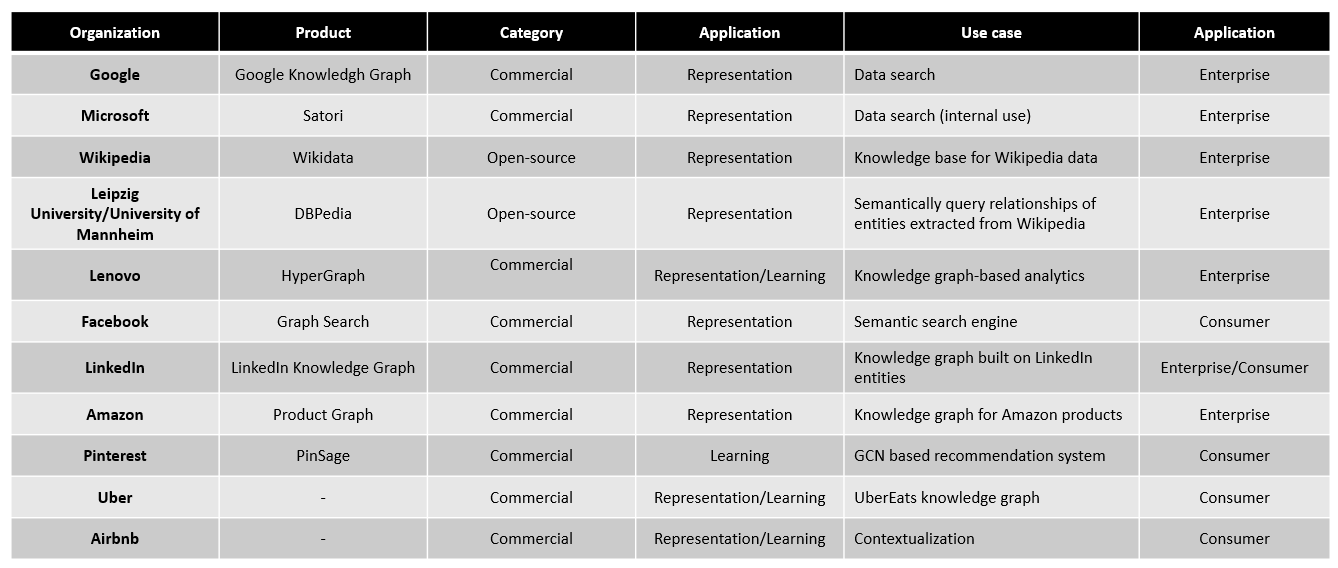 Organization Product Category Application Use case Application
Google Google Knowledgh Graph Commercial Representation Data search Enterprise
Microsoft Satori Commercial Representation Data search (internal use) Enterprise
Wikipedia Wikidata Open-source Representation Knowledge base for Wikipedia data Enterprise
Leipzig
University/University of
Mannheim
DBPedia Open-source Representation
Semantically query relationships of
entities extracted from Wikipedia
Enterprise
Lenovo HyperGraph Commercial Representation/Learning Knowledge graph-based analytics Enterprise
Facebook Graph Search Commercial Representation Semantic search engine Consumer
LinkedIn LinkedIn Knowledge Graph Commercial Representation
Knowledge graph built on LinkedIn
entities
Enterprise/Consumer
Amazon Product Graph Commercial Representation Knowledge graph for Amazon products Enterprise
Pinterest PinSage Commercial Learning GCN based recommendation system Consumer
Uber - Commercial Representation/Learning UberEats knowledge graph Consumer
Airbnb - Commercial Representation/Learning Contextualization Consumer